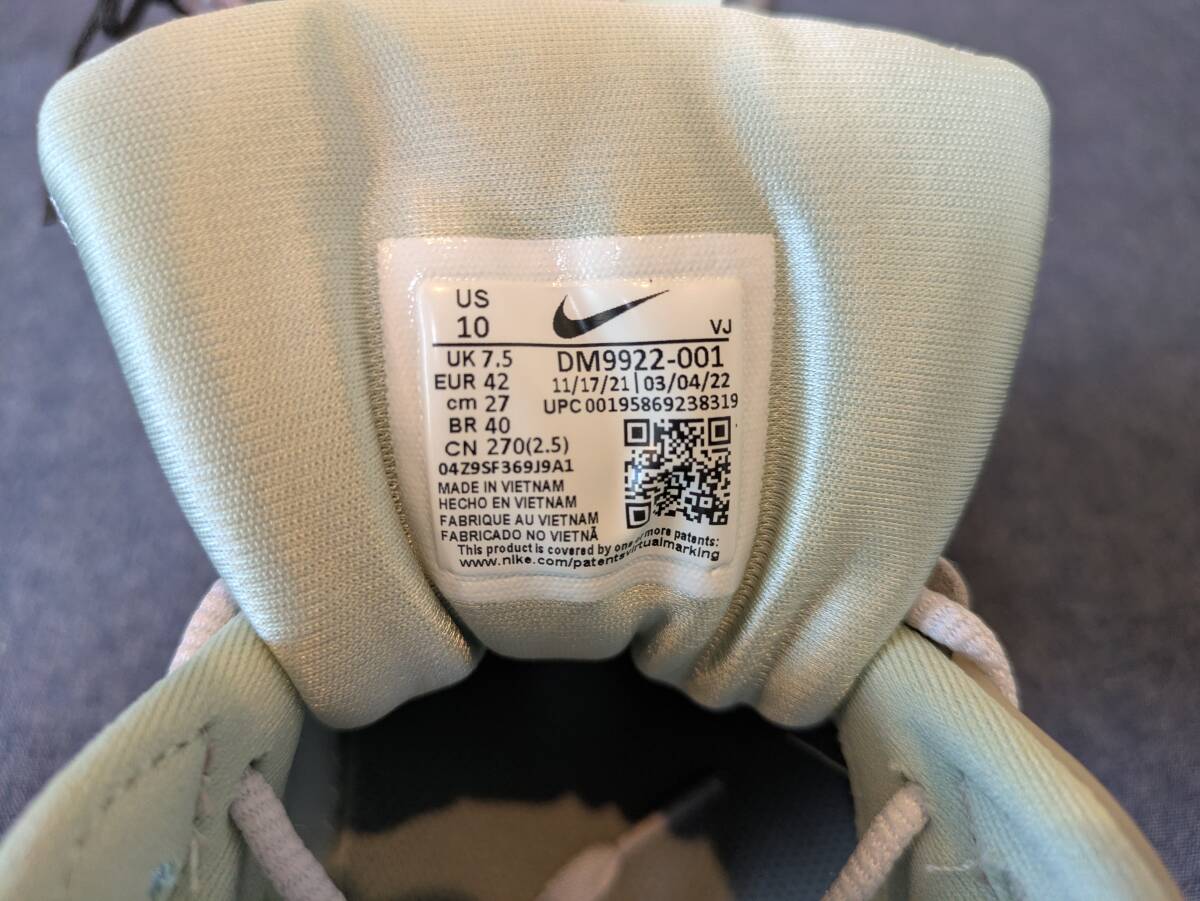 US
10
VJ
UK 7.5
DM9922-001
EUR 42
11/17/21 | 03/04/22
cm 27
UPC 00195869238319
BR 40
CN 270(2.5)
04Z9SF369J9A1
MADE IN VIETNAM
HECHO EN VIETNAM
FABRIQUE AU VIETNAM
FABRICADO NO VIETNÃ
This product is covered by one or more patents:
www.nike.com/patentsvirtualmarking